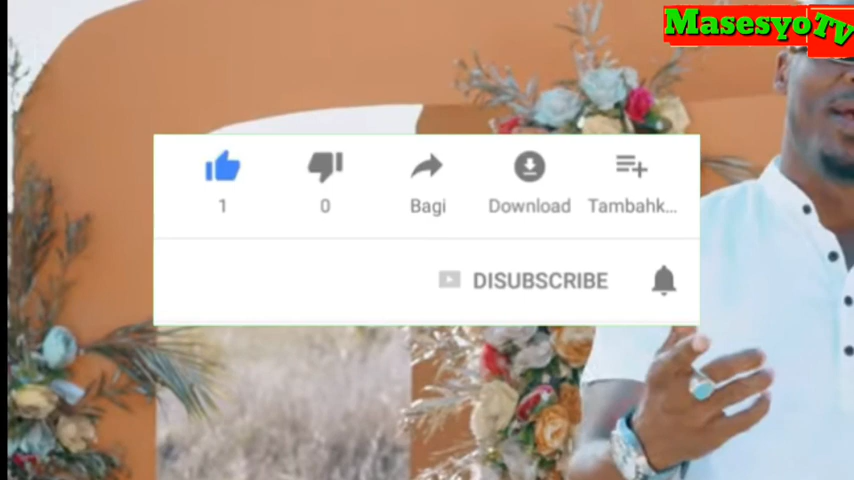 MasesyoTV
1
0
Bagi
Download
Tambahk...
DISUBSCRIBE